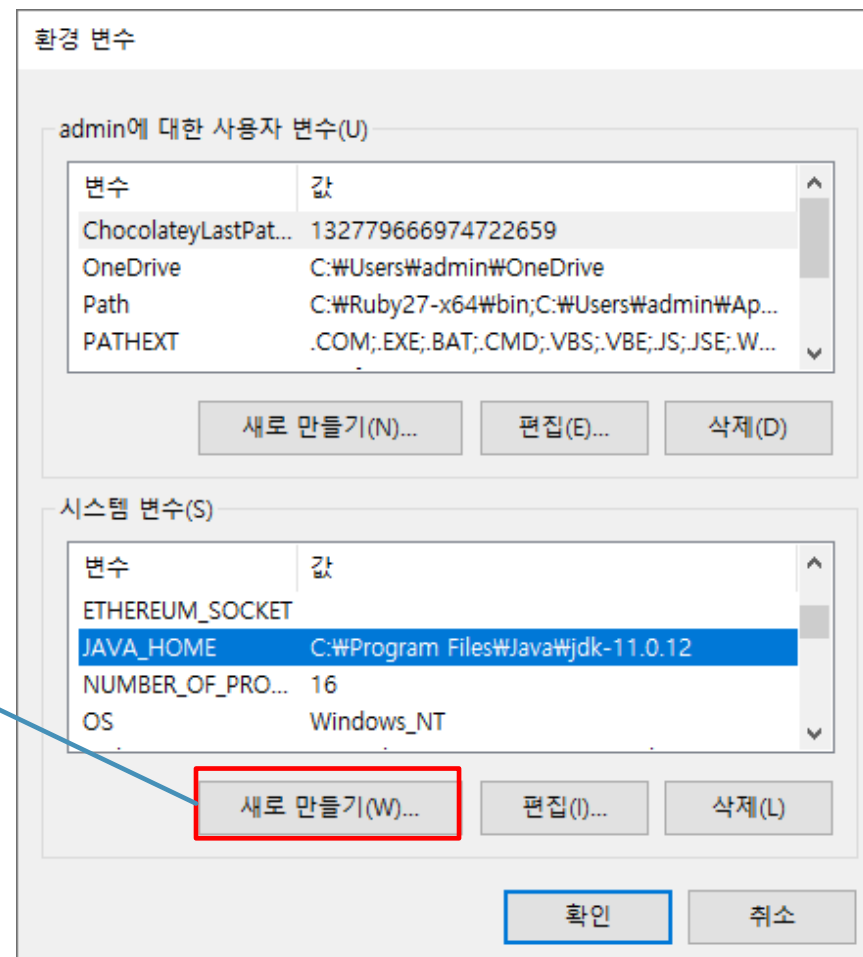 환경 변수
admin에 대한 사용자 변수(U)
변수 값
ChocolateyLastPat... 132779666974722659
OneDrive C:₩Users₩admin₩OneDrive
Path C:₩Ruby27-x64₩bin;C:₩Users₩admin₩Ap...
PATHEXT .COM;.EXE;.BAT;.CMD;.VBS;.VBE;.JS;.JSE;.W...
새로 만들기(N)... 편집(E)... 삭제(D)
시스템 변수(S)
변수 값
ETHEREUM_SOCKET
JAVA_HOME C:₩Program Files₩Java₩jdk-11.0.12
NUMBER_OF_PRO... 16
OS Windows_NT
새로 만들기(W)... 편집(I)... 삭제(L)
확인 취소